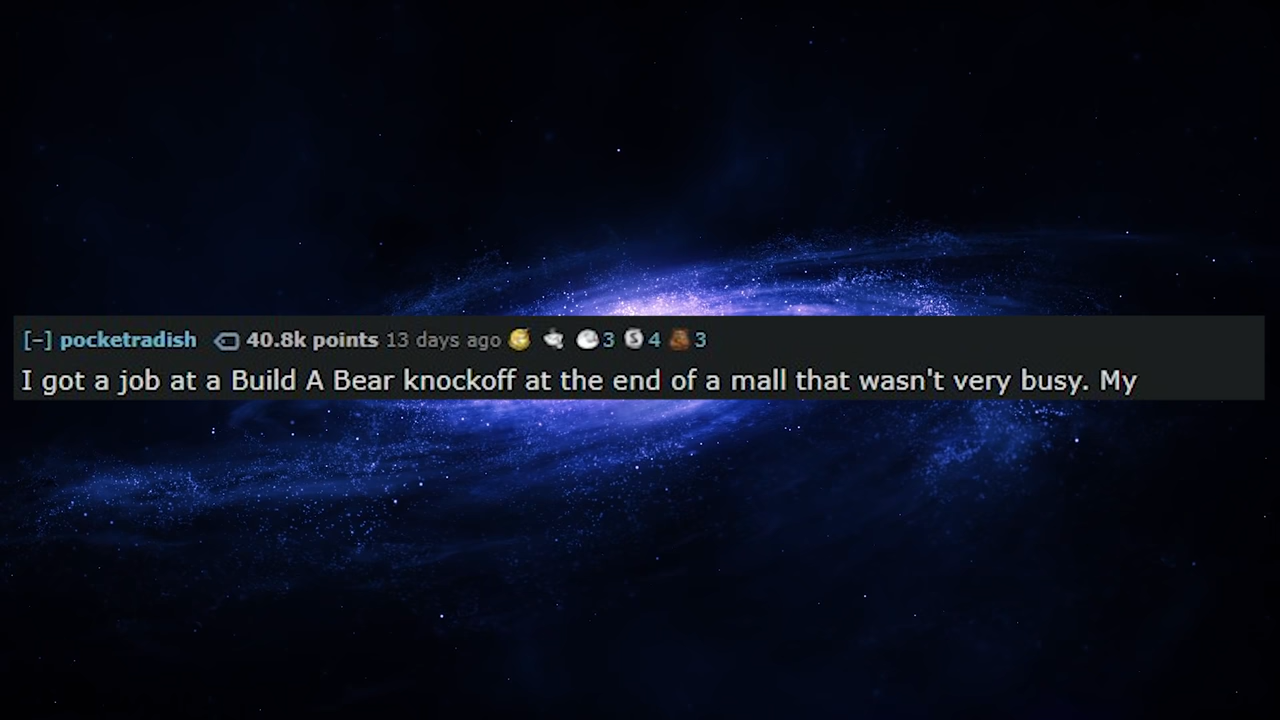 [−] pocketradish 40.8k points 13 days ago 3 4 3
I got a job at a Build A Bear knockoff at the end of a mall that wasn't very busy. My